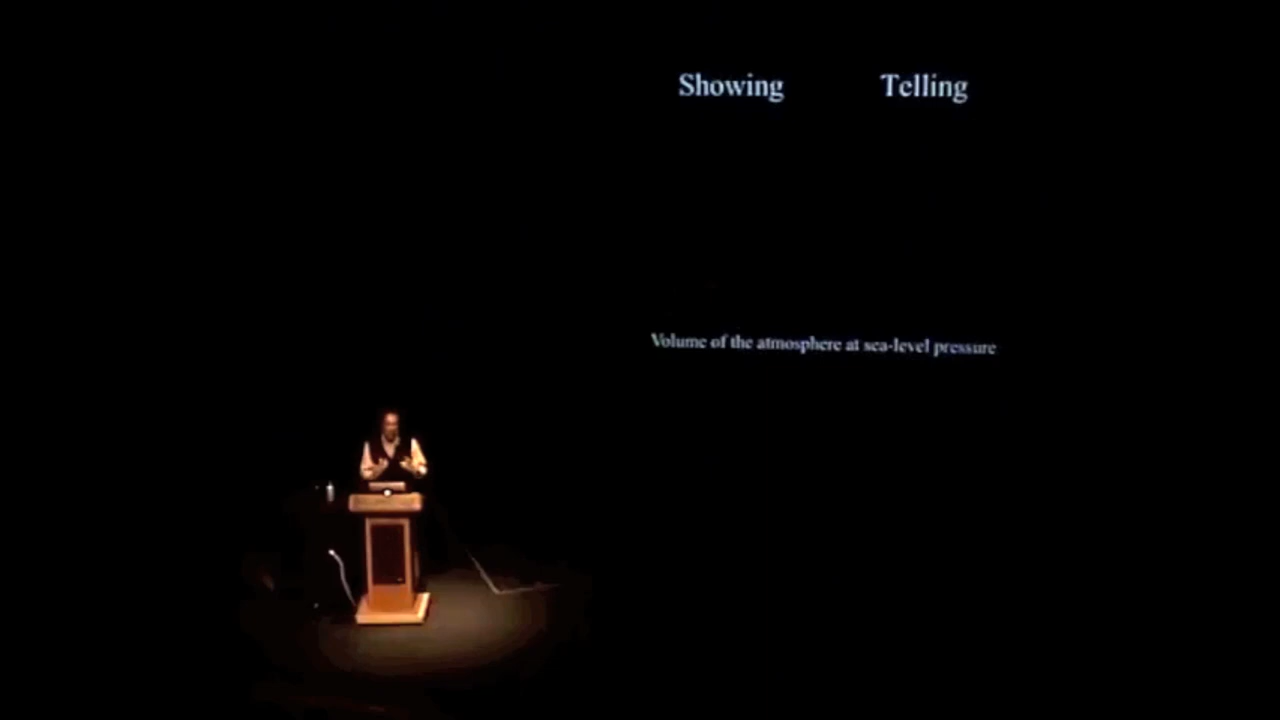 Showing Telling
Volume of the atmosphere at sea-level pressure